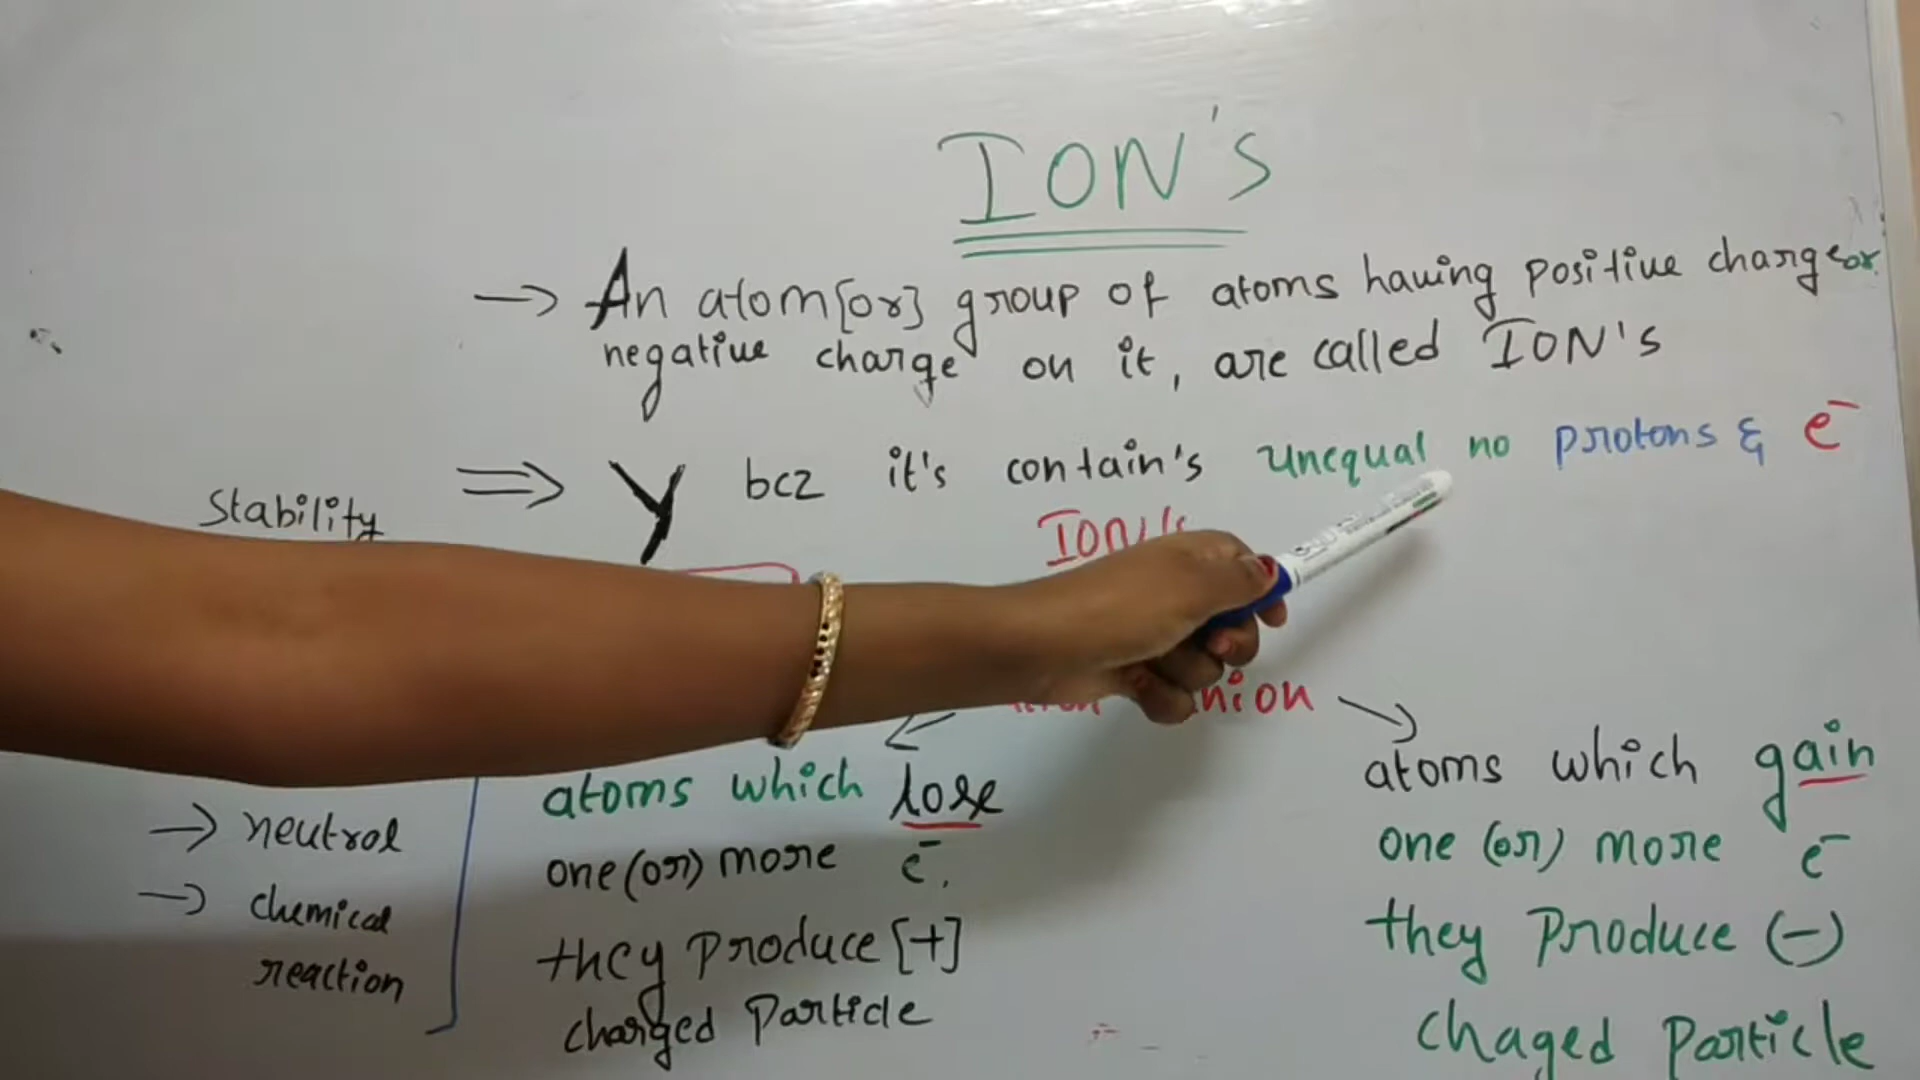 ION's
→ An atom[or] group of atoms having positive charge or
negative charge on it, are called ION's
⇒ Y bcz it's contain's unequal no protons & e⁻
Stability
ION's
→ neutrol
→ chemical
reaction
atoms which lose
one (or) more e⁻.
they produce [+]
charged particle
atoms which gain
one (or) more e⁻
they produce (-)
chaged particle